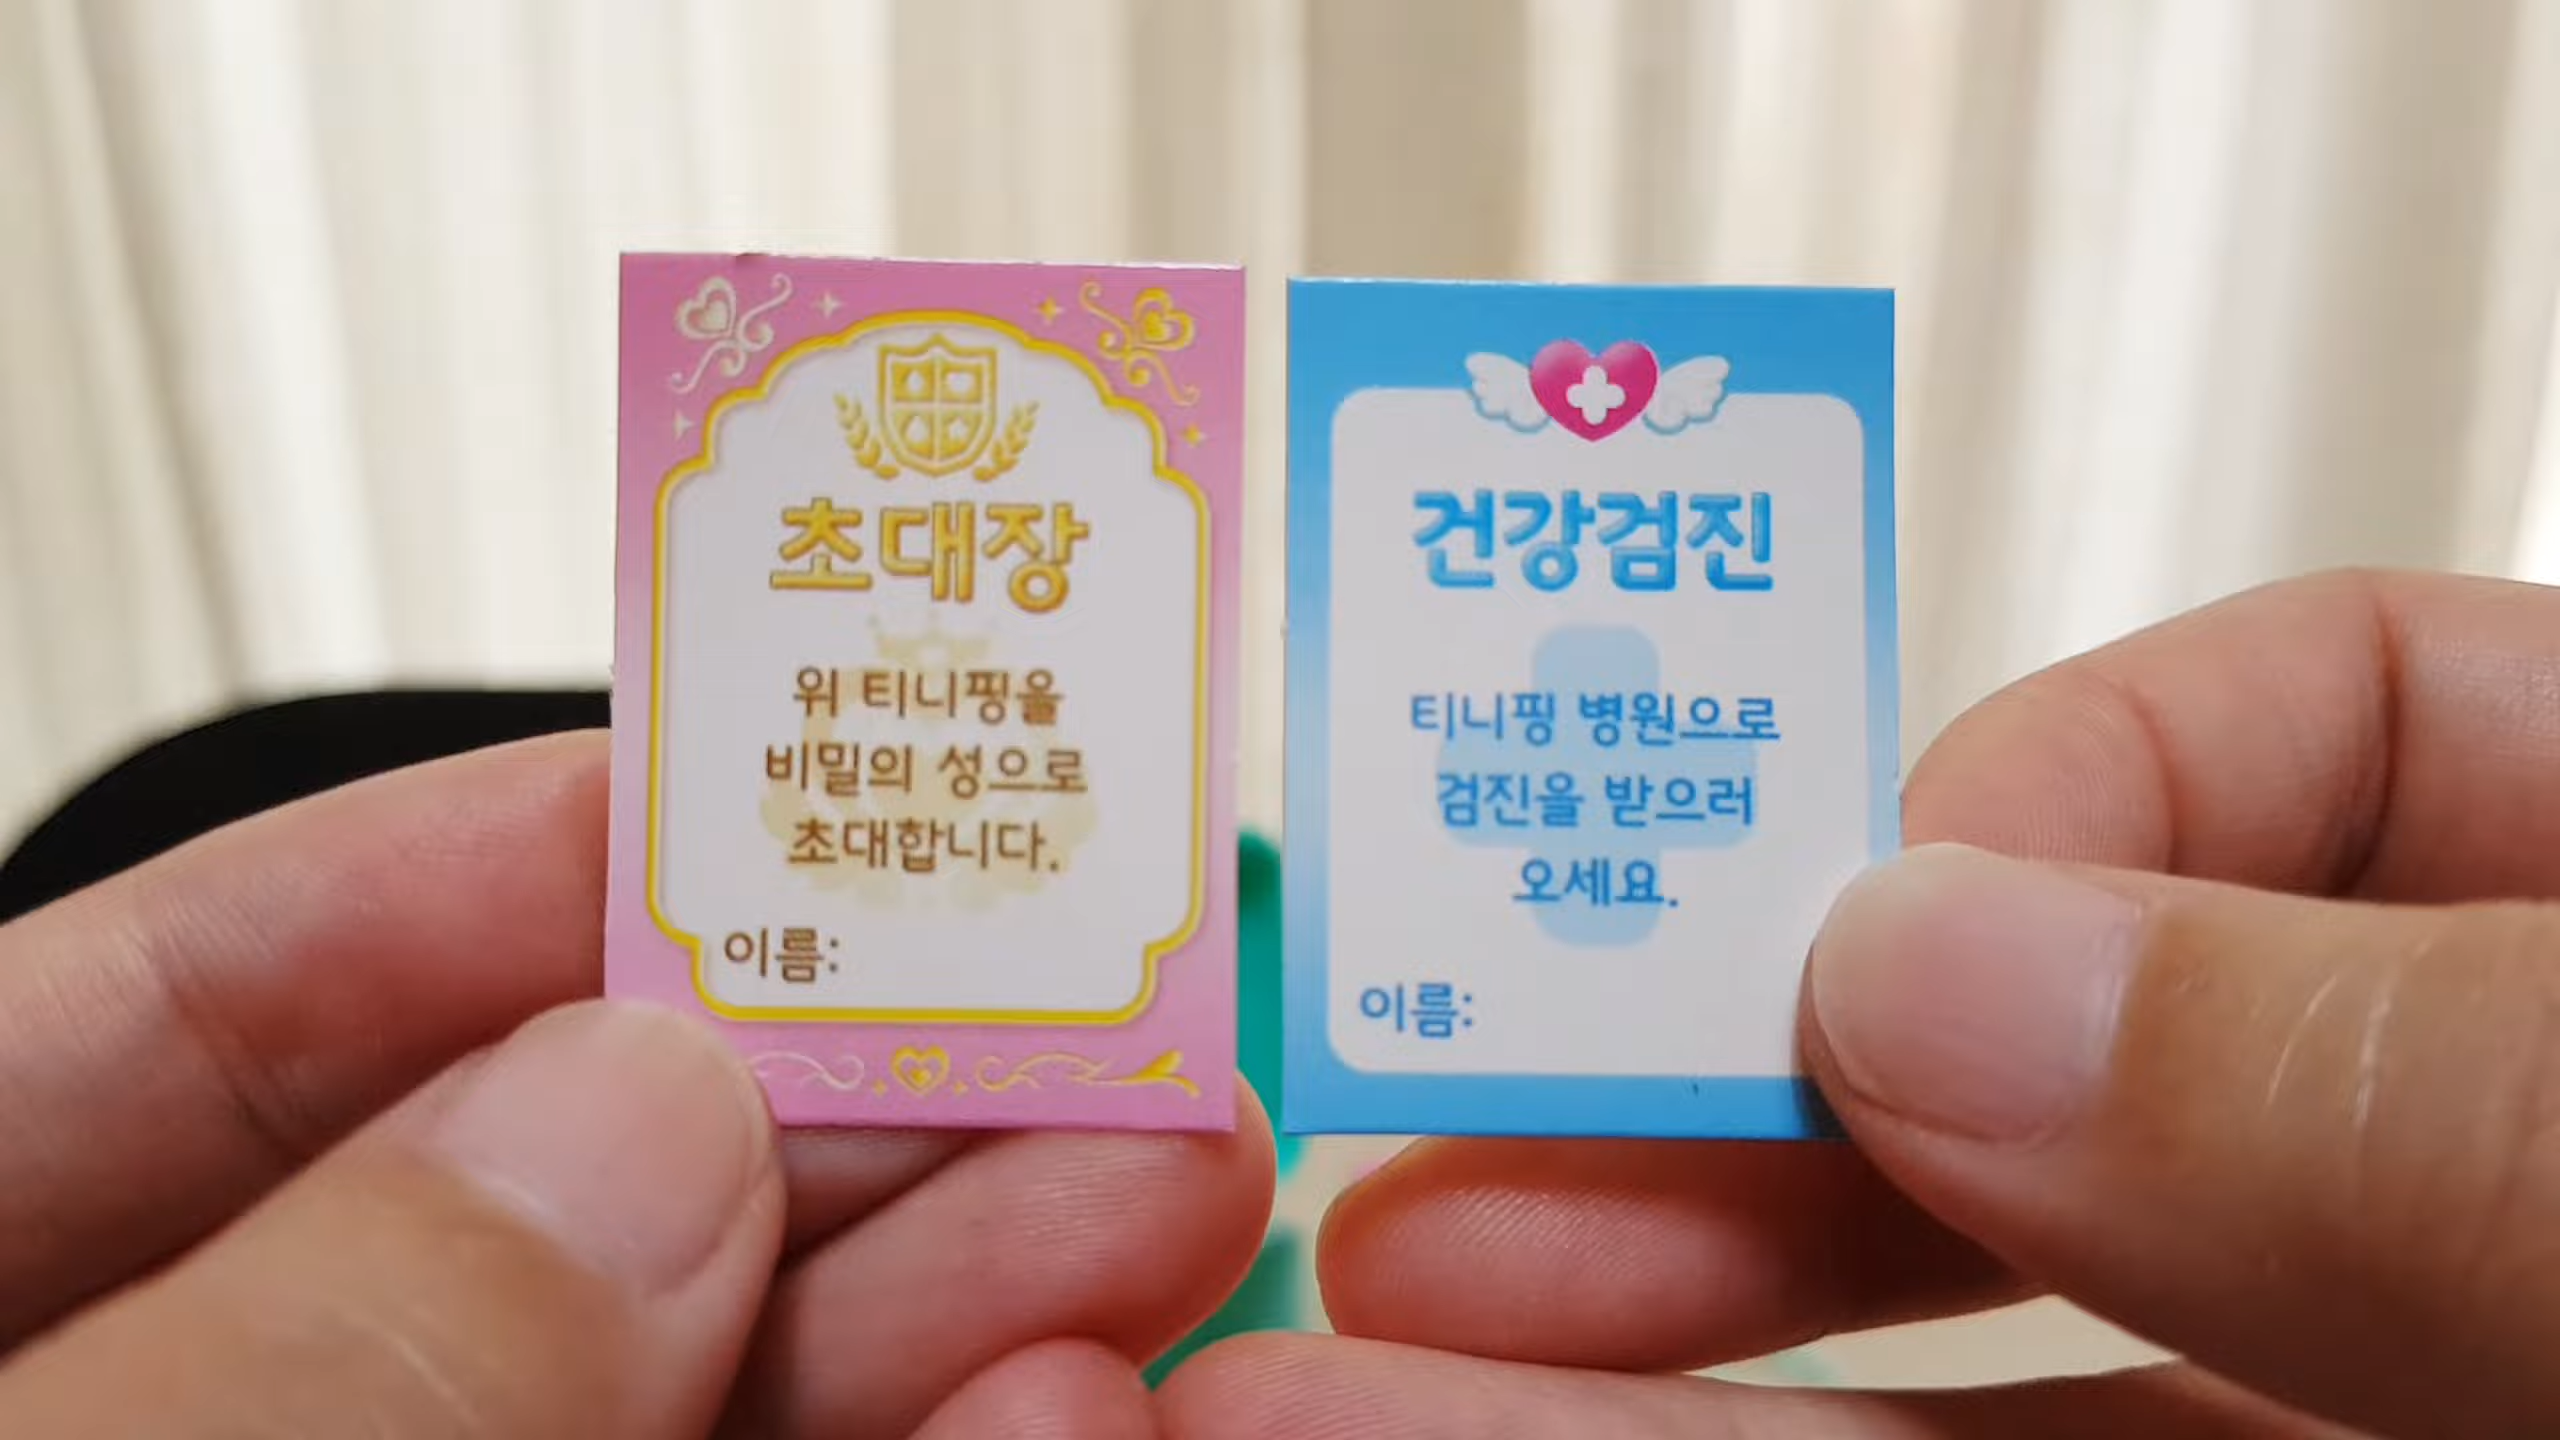 초대장
위 티니핑을
비밀의 성으로
초대합니다.
이름:
건강검진
티니핑 병원으로
검진을 받으러
오세요.
이름: